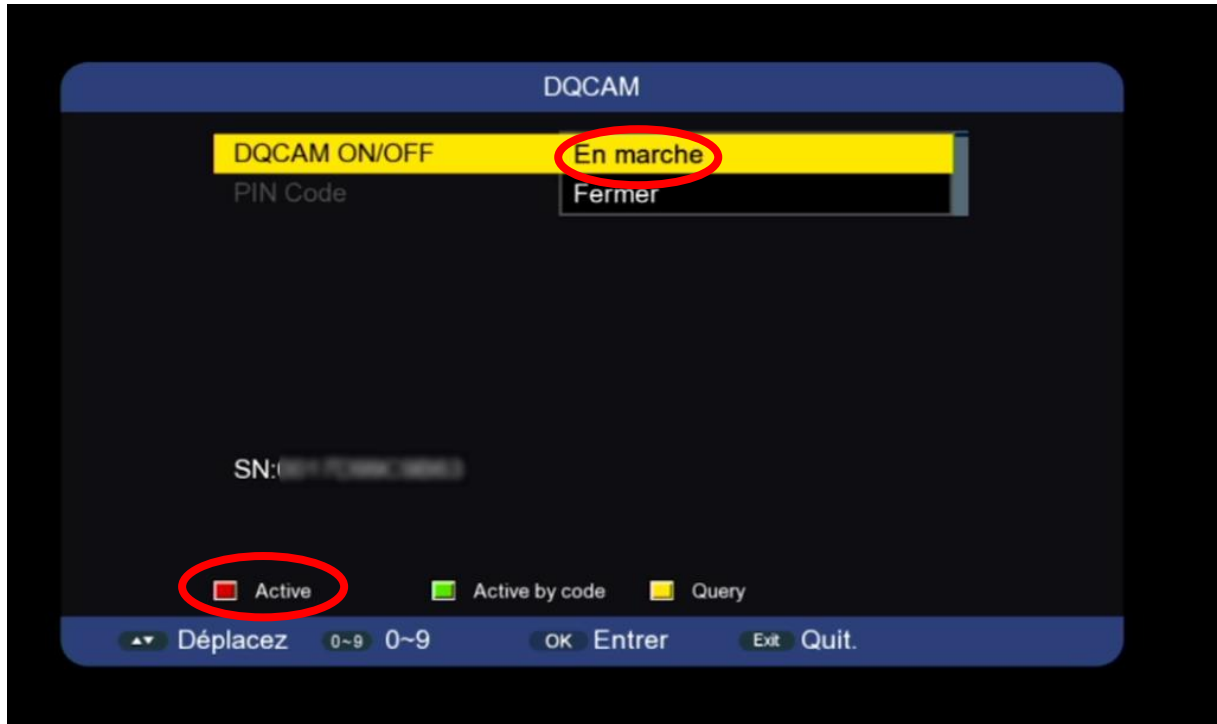 DQCAM
DQCAM ON/OFF En marche
PIN Code Fermer
SN:
Active Active by code Query
Déplacez 0~9 0~9 OK Entrer Exit Quit.